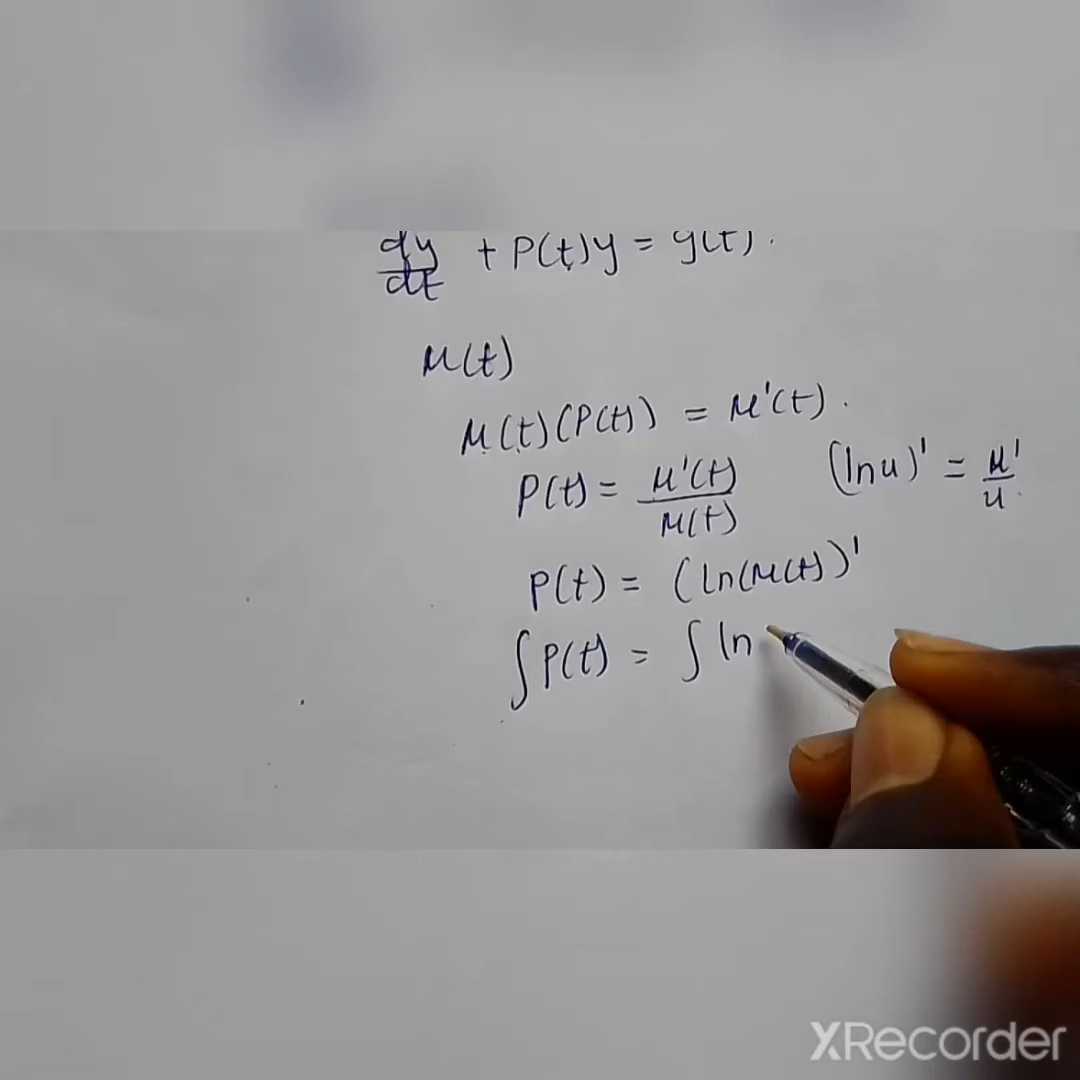 dy/dt + P(t)y = g(t).
μ(t)
μ(t)(P(t)) = μ'(t).
P(t) = μ'(t)/μ(t) (ln u)' = μ'/u.
P(t) = (ln(μ(t))'
∫P(t) = ∫ ln
XRecorder